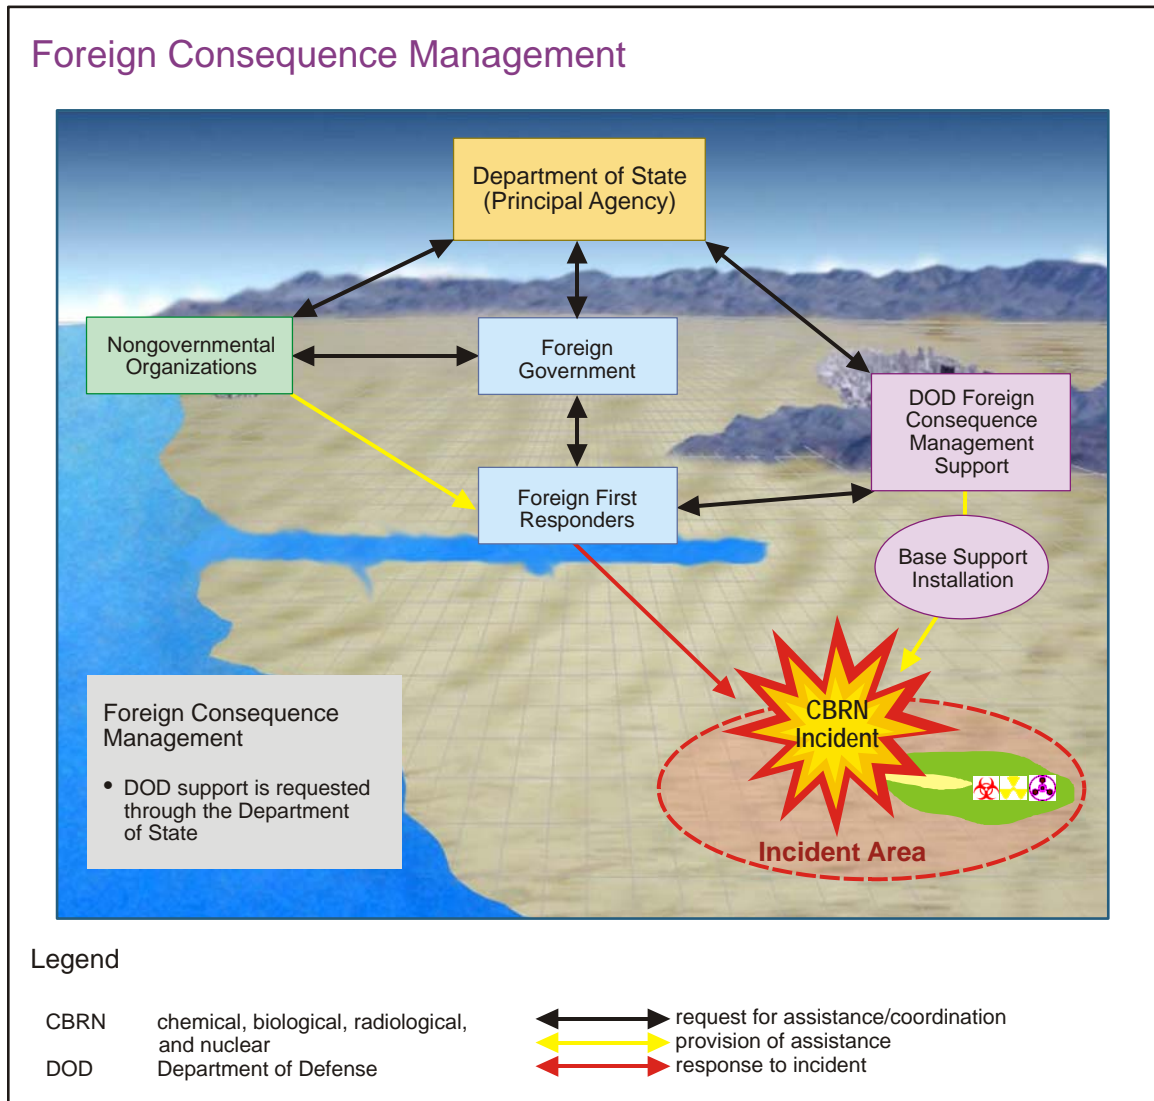 Foreign Consequence Management
Department of State
(Principal Agency)
Nongovernmental
Organizations
Foreign
Government
DOD Foreign
Consequence
Management
Support
Foreign First
Responders
Base Support
Installation
CBRN
Incident
Incident Area
Foreign Consequence
Management
• DOD support is requested
through the Department
of State
Legend
CBRN chemical, biological, radiological,
and nuclear
DOD Department of Defense
request for assistance/coordination
provision of assistance
response to incident